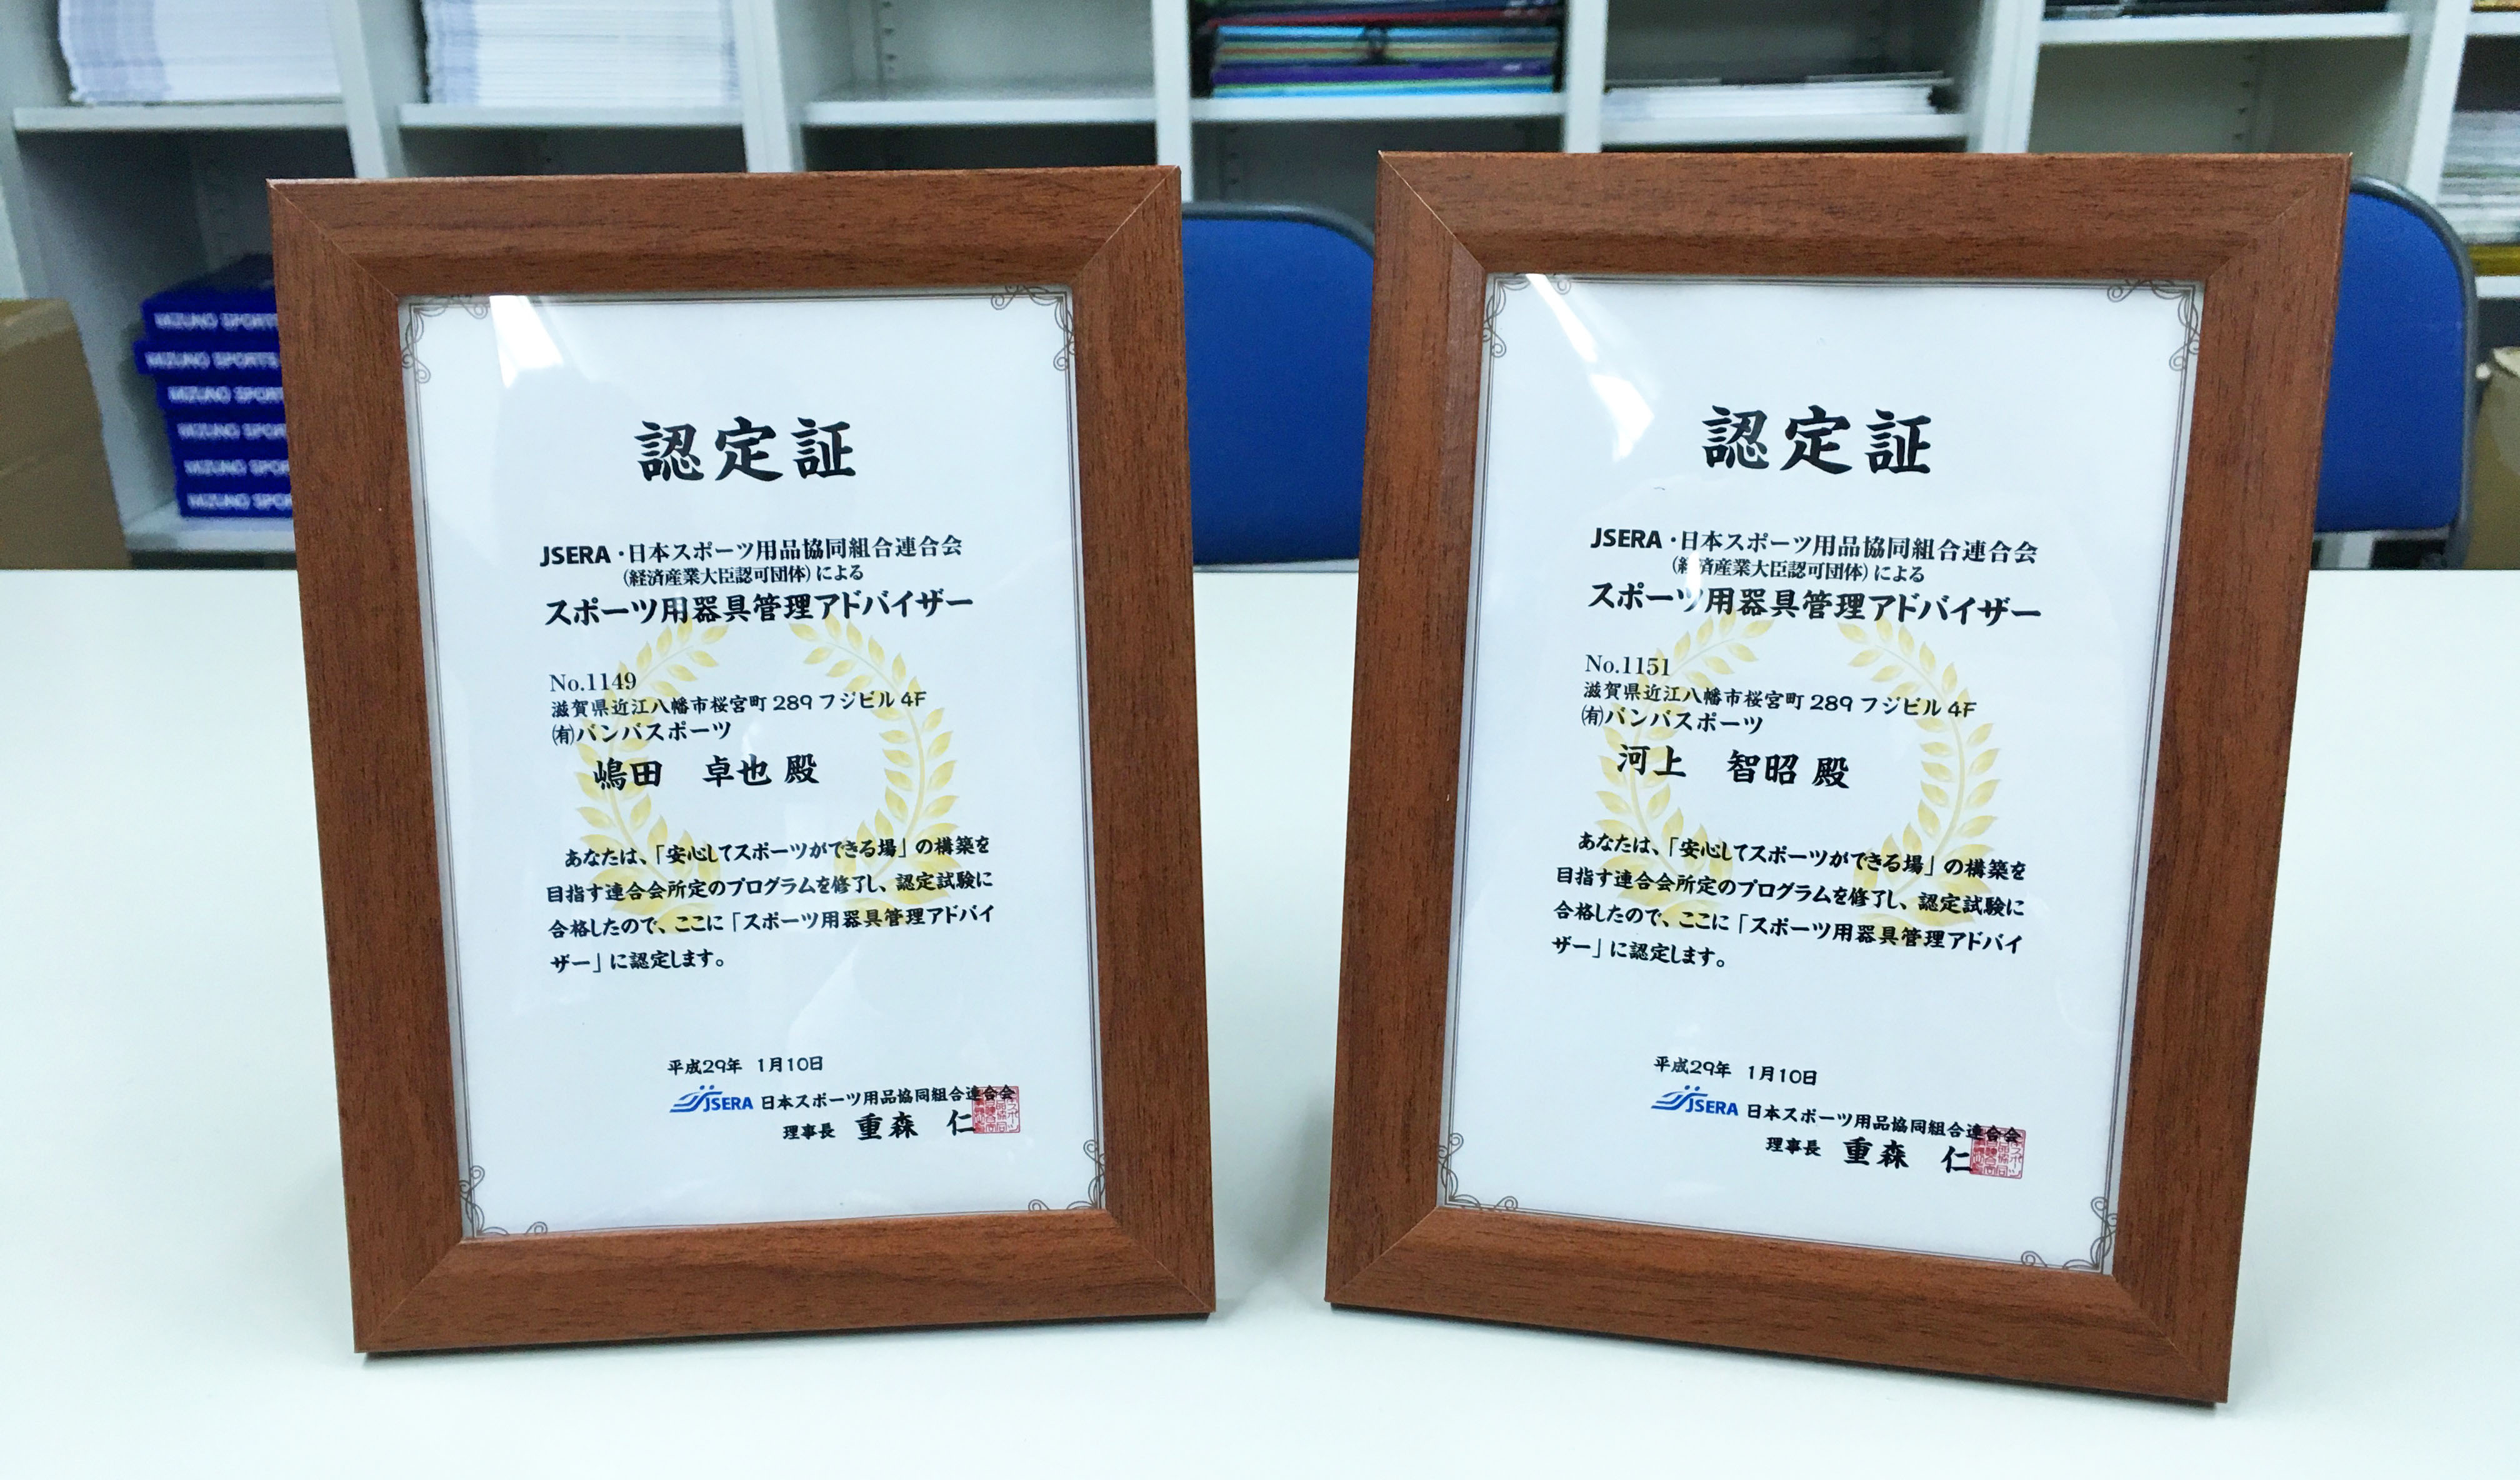 認定証
JSERA・日本スポーツ用品協同組合連合会
(経済産業大臣認可団体)による
スポーツ用器具管理アドバイザー
No.1149
滋賀県近江八幡市桜宮町 289 フジビル 4F
㈲バンバスポーツ
嶋田 卓也 殿
あなたは、「安心してスポーツができる場」の構築を
目指す連合会所定のプログラムを修了し、認定試験に
合格したので、ここに「スポーツ用器具管理アドバイ
ザー」に認定します。
平成29年 1月10日
JSERA 日本スポーツ用品協同組合連合会
理事長 重森 仁
認定証
JSERA・日本スポーツ用品協同組合連合会
(経済産業大臣認可団体)による
スポーツ用器具管理アドバイザー
No.1151
滋賀県近江八幡市桜宮町 289 フジビル 4F
㈲バンバスポーツ
河上 智昭 殿
あなたは、「安心してスポーツができる場」の構築を
目指す連合会所定のプログラムを修了し、認定試験に
合格したので、ここに「スポーツ用器具管理アドバイ
ザー」に認定します。
平成29年 1月10日
JSERA 日本スポーツ用品協同組合連合会
理事長 重森 仁
MIZUNO SPORTS
MIZUNO SPORTS
MIZUNO SPORT
MIZUNO SPOR
MIZUNO SPOR
MIZUNO SPOR